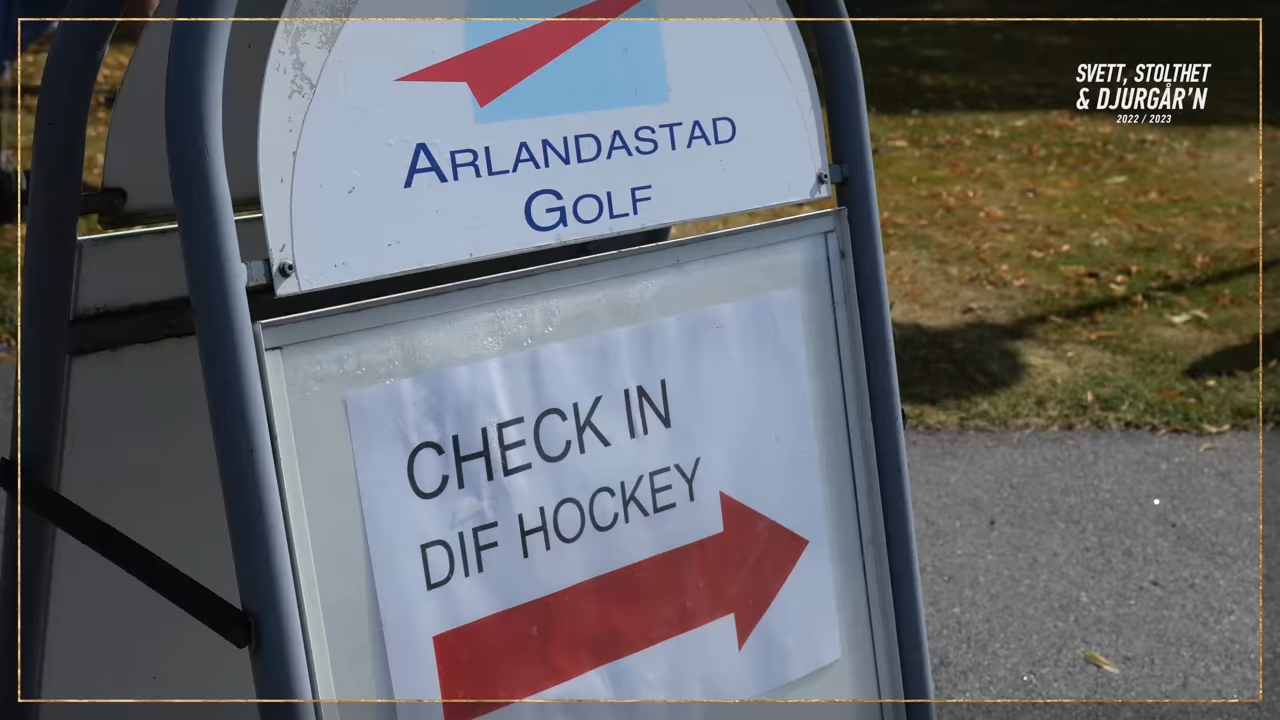 SVETT, STOLTHET
& DJURGÅR'N
2022 / 2023
ARLANDASTAD
GOLF
CHECK IN
DIF HOCKEY